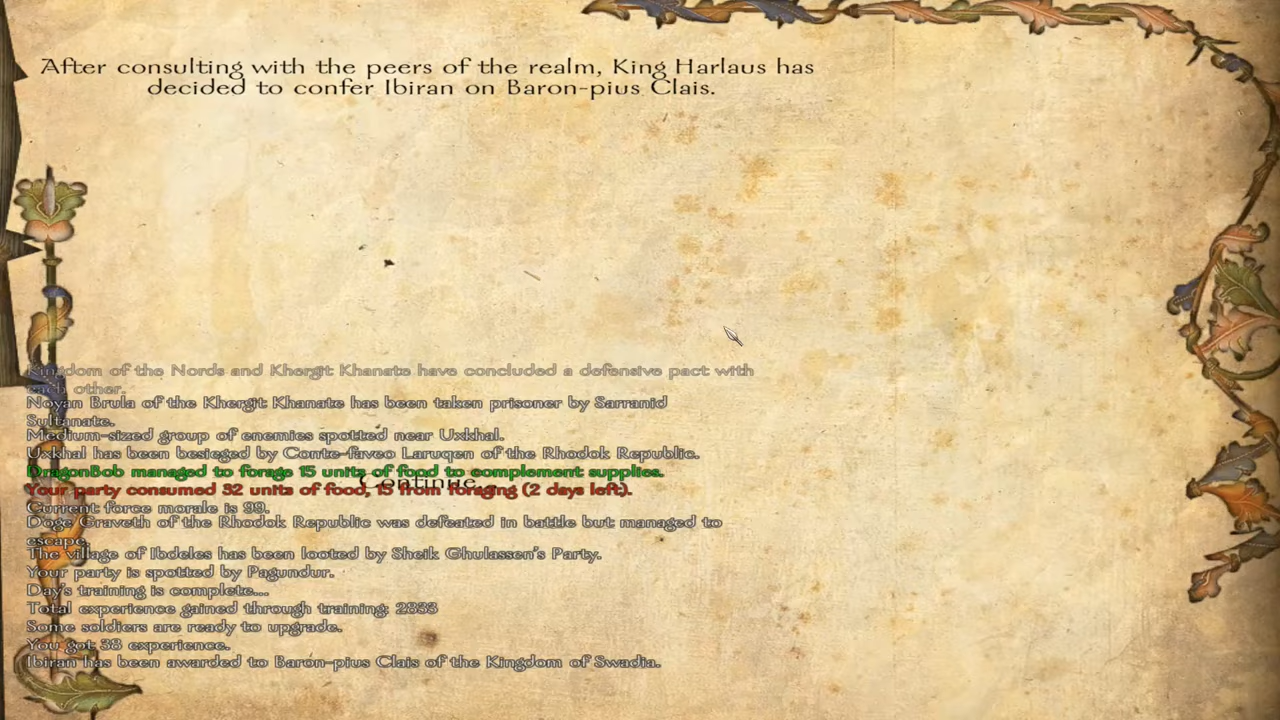 After consulting with the peers of the realm, King Harlaus has
decided to confer Ibiran on Baron-pius Clais.
Kingdom of the Nords and Khergit Khanate have concluded a defensive pact with
each other.
Noyan Brula of the Khergit Khanate has been taken prisoner by Sarranid
Sultanate.
Medium-sized group of enemies spotted near Uxkhal.
Uxkhal has been besieged by Conte-faveo Laruqen of the Rhodok Republic.
DragonBob managed to forage 15 units of food to complement supplies.
Continue...
Your party consumed 32 units of food, 15 from foraging (2 days left).
Current force morale is 99.
Doge Graveth of the Rhodok Republic was defeated in battle but managed to
escape.
The village of Ibdeles has been looted by Sheik Ghulassen's Party.
Your party is spotted by Pagundur.
Day's training is complete...
Total experience gained through training: 2833
Some soldiers are ready to upgrade.
You got 38 experience.
Ibiran has been awarded to Baron-pius Clais of the Kingdom of Swadia.